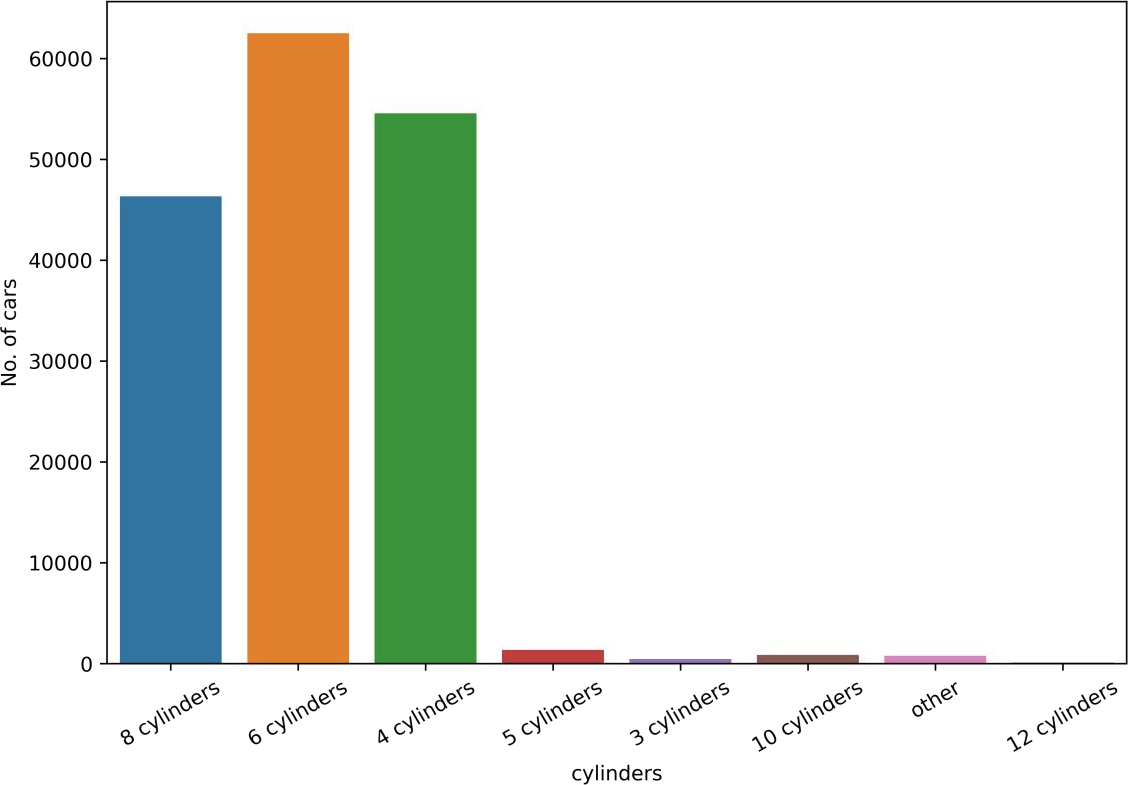 60000
50000
40000
30000
20000
10000
0
No. of cars
8 cylinders
6 cylinders
4 cylinders
5 cylinders
3 cylinders
10 cylinders
other
12 cylinders
cylinders